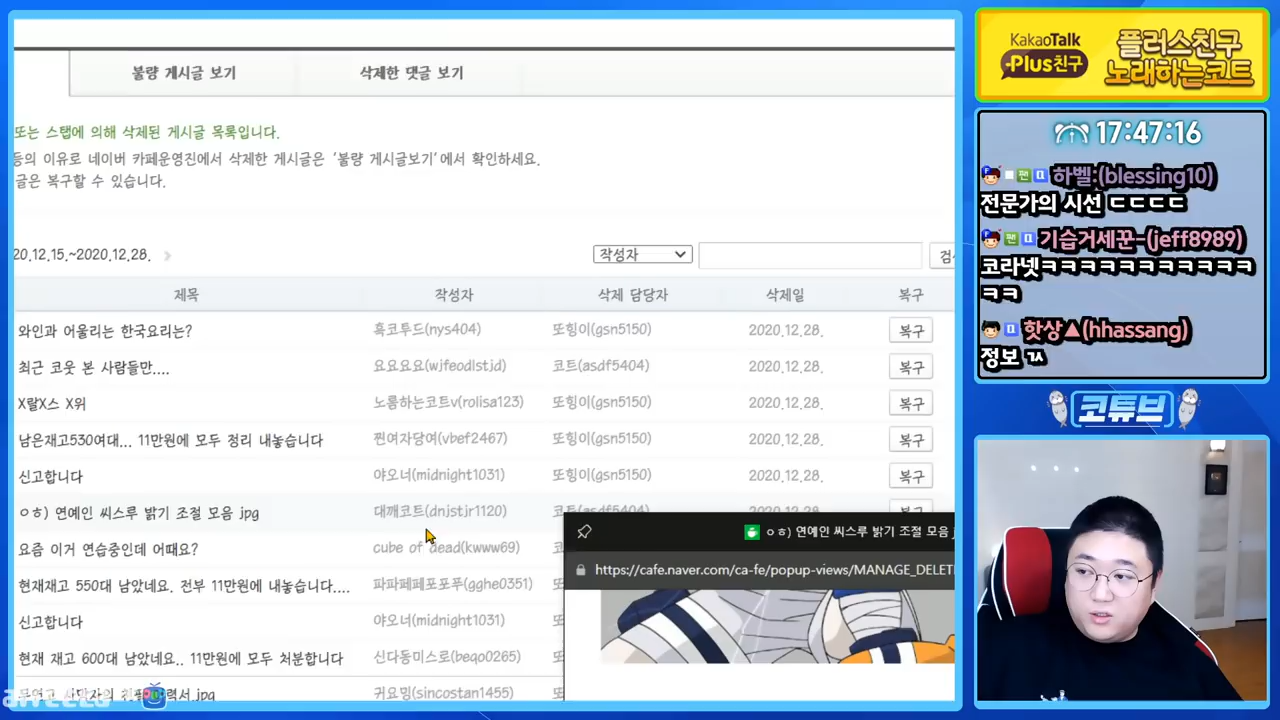 불량 게시글 보기
삭제한 댓글 보기
또는 스탭에 의해 삭제된 게시글 목록입니다.
등의 이유로 네이버 카페운영진에서 삭제한 게시글은 '불량 게시글보기'에서 확인하세요.
글은 복구할 수 있습니다.
20.12.15.~2020.12.28.
작성자
제목 작성자 삭제 담당자 삭제일 복구
와인과 어울리는 한국요리는? 흑코투드(nys404) 또힝이(gsn5150) 2020.12.28. 복구
최근 코웃 본 사람들만.... 요요요요(wjfeodlstjd) 코트(asdf5404) 2020.12.28. 복구
X랄X스 X위 노롱하는코트v(rolisa123) 또힝이(gsn5150) 2020.12.28. 복구
남은재고530여대... 11만원에 모두 정리 내놓습니다 찐여자당여(vbef2467) 또힝이(gsn5150) 2020.12.28. 복구
신고합니다 야오너(midnight1031) 또힝이(gsn5150) 2020.12.28. 복구
ㅇㅎ) 연예인 씨스루 밝기 조절 모음 jpg 대깨코트(dnjstjr1120) 코트(asdf5404) 2020.12.28. 복구
요즘 이거 연습중인데 어때요? cube of dead(kwww69) 코
현재재고 550대 남았네요. 전부 11만원에 내놓습니다.... 파파페페포포푸(gghe0351) 또
신고합니다 야오너(midnight1031) 또
현재 재고 600대 남았네요.. 11만원에 모두 처분합니다 신다동미스로(beqo0265) 또
귀요밍(sincostan1455) 또
ㅇㅎ) 연예인 씨스루 밝기 조절 모음
https://cafe.naver.com/ca-fe/popup-views/MANAGE_DELET
KakaoTalk
Plus친구
플러스친구
노래하는코트
17:47:16
하벨:(blessing10)
전문가의 시선 ㄷㄷㄷㄷ
기습거세꾼-(jeff8989)
코라넷ㅋㅋㅋㅋㅋㅋㅋㅋㅋㅋㅋ
ㅋㅋ
핫상▲(hhassang)
정보 ㄳ
코튜브